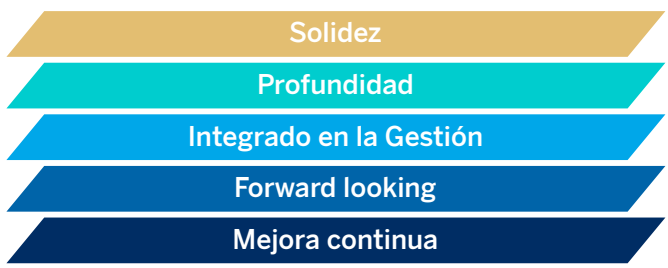 Solidez
Profundidad
Integrado en la Gestión
Forward looking
Mejora continua